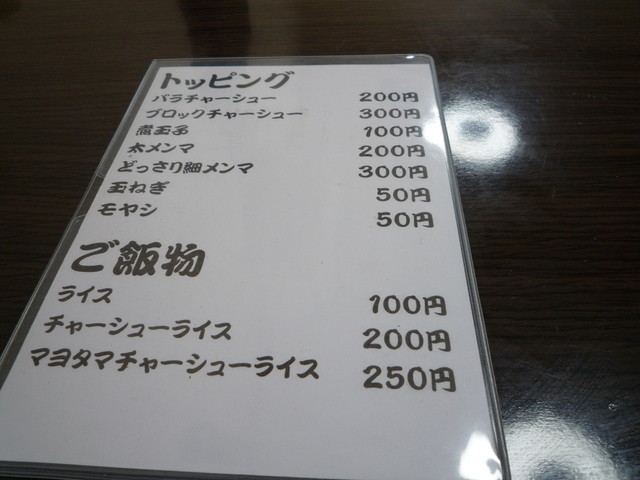 トッピング
バラチャーシュー 200円
ブロックチャーシュー 300円
煮玉子 100円
太メンマ 200円
どっさり細メンマ 300円
玉ねぎ 50円
モヤシ 50円
ご飯物
ライス 100円
チャーシューライス 200円
マヨタマチャーシューライス 250円